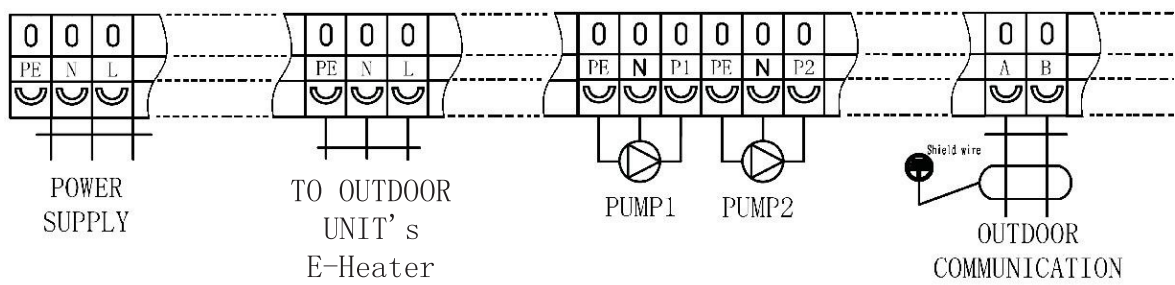 0 0 0 0 0 0 0 0 0 0 0 0 0 0
PE N L PE N L PE N P1 PE N P2 A B
Shield wire
POWER
SUPPLY
TO OUTDOOR
UNIT's
E-Heater
PUMP1
PUMP2
OUTDOOR
COMMUNICATION